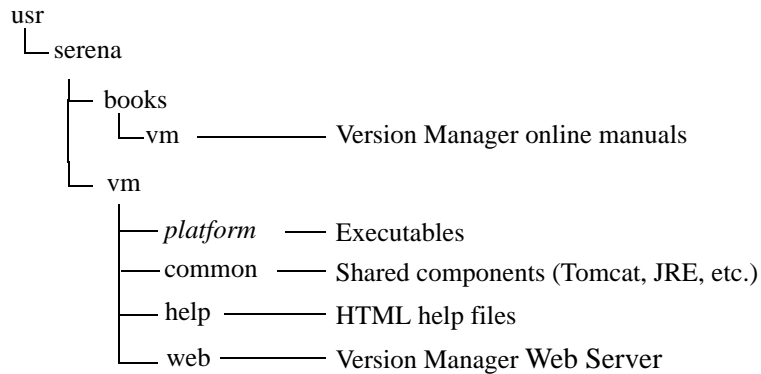 usr
serena
books
vm Version Manager online manuals
vm
platform Executables
common Shared components (Tomcat, JRE, etc.)
help HTML help files
web Version Manager Web Server